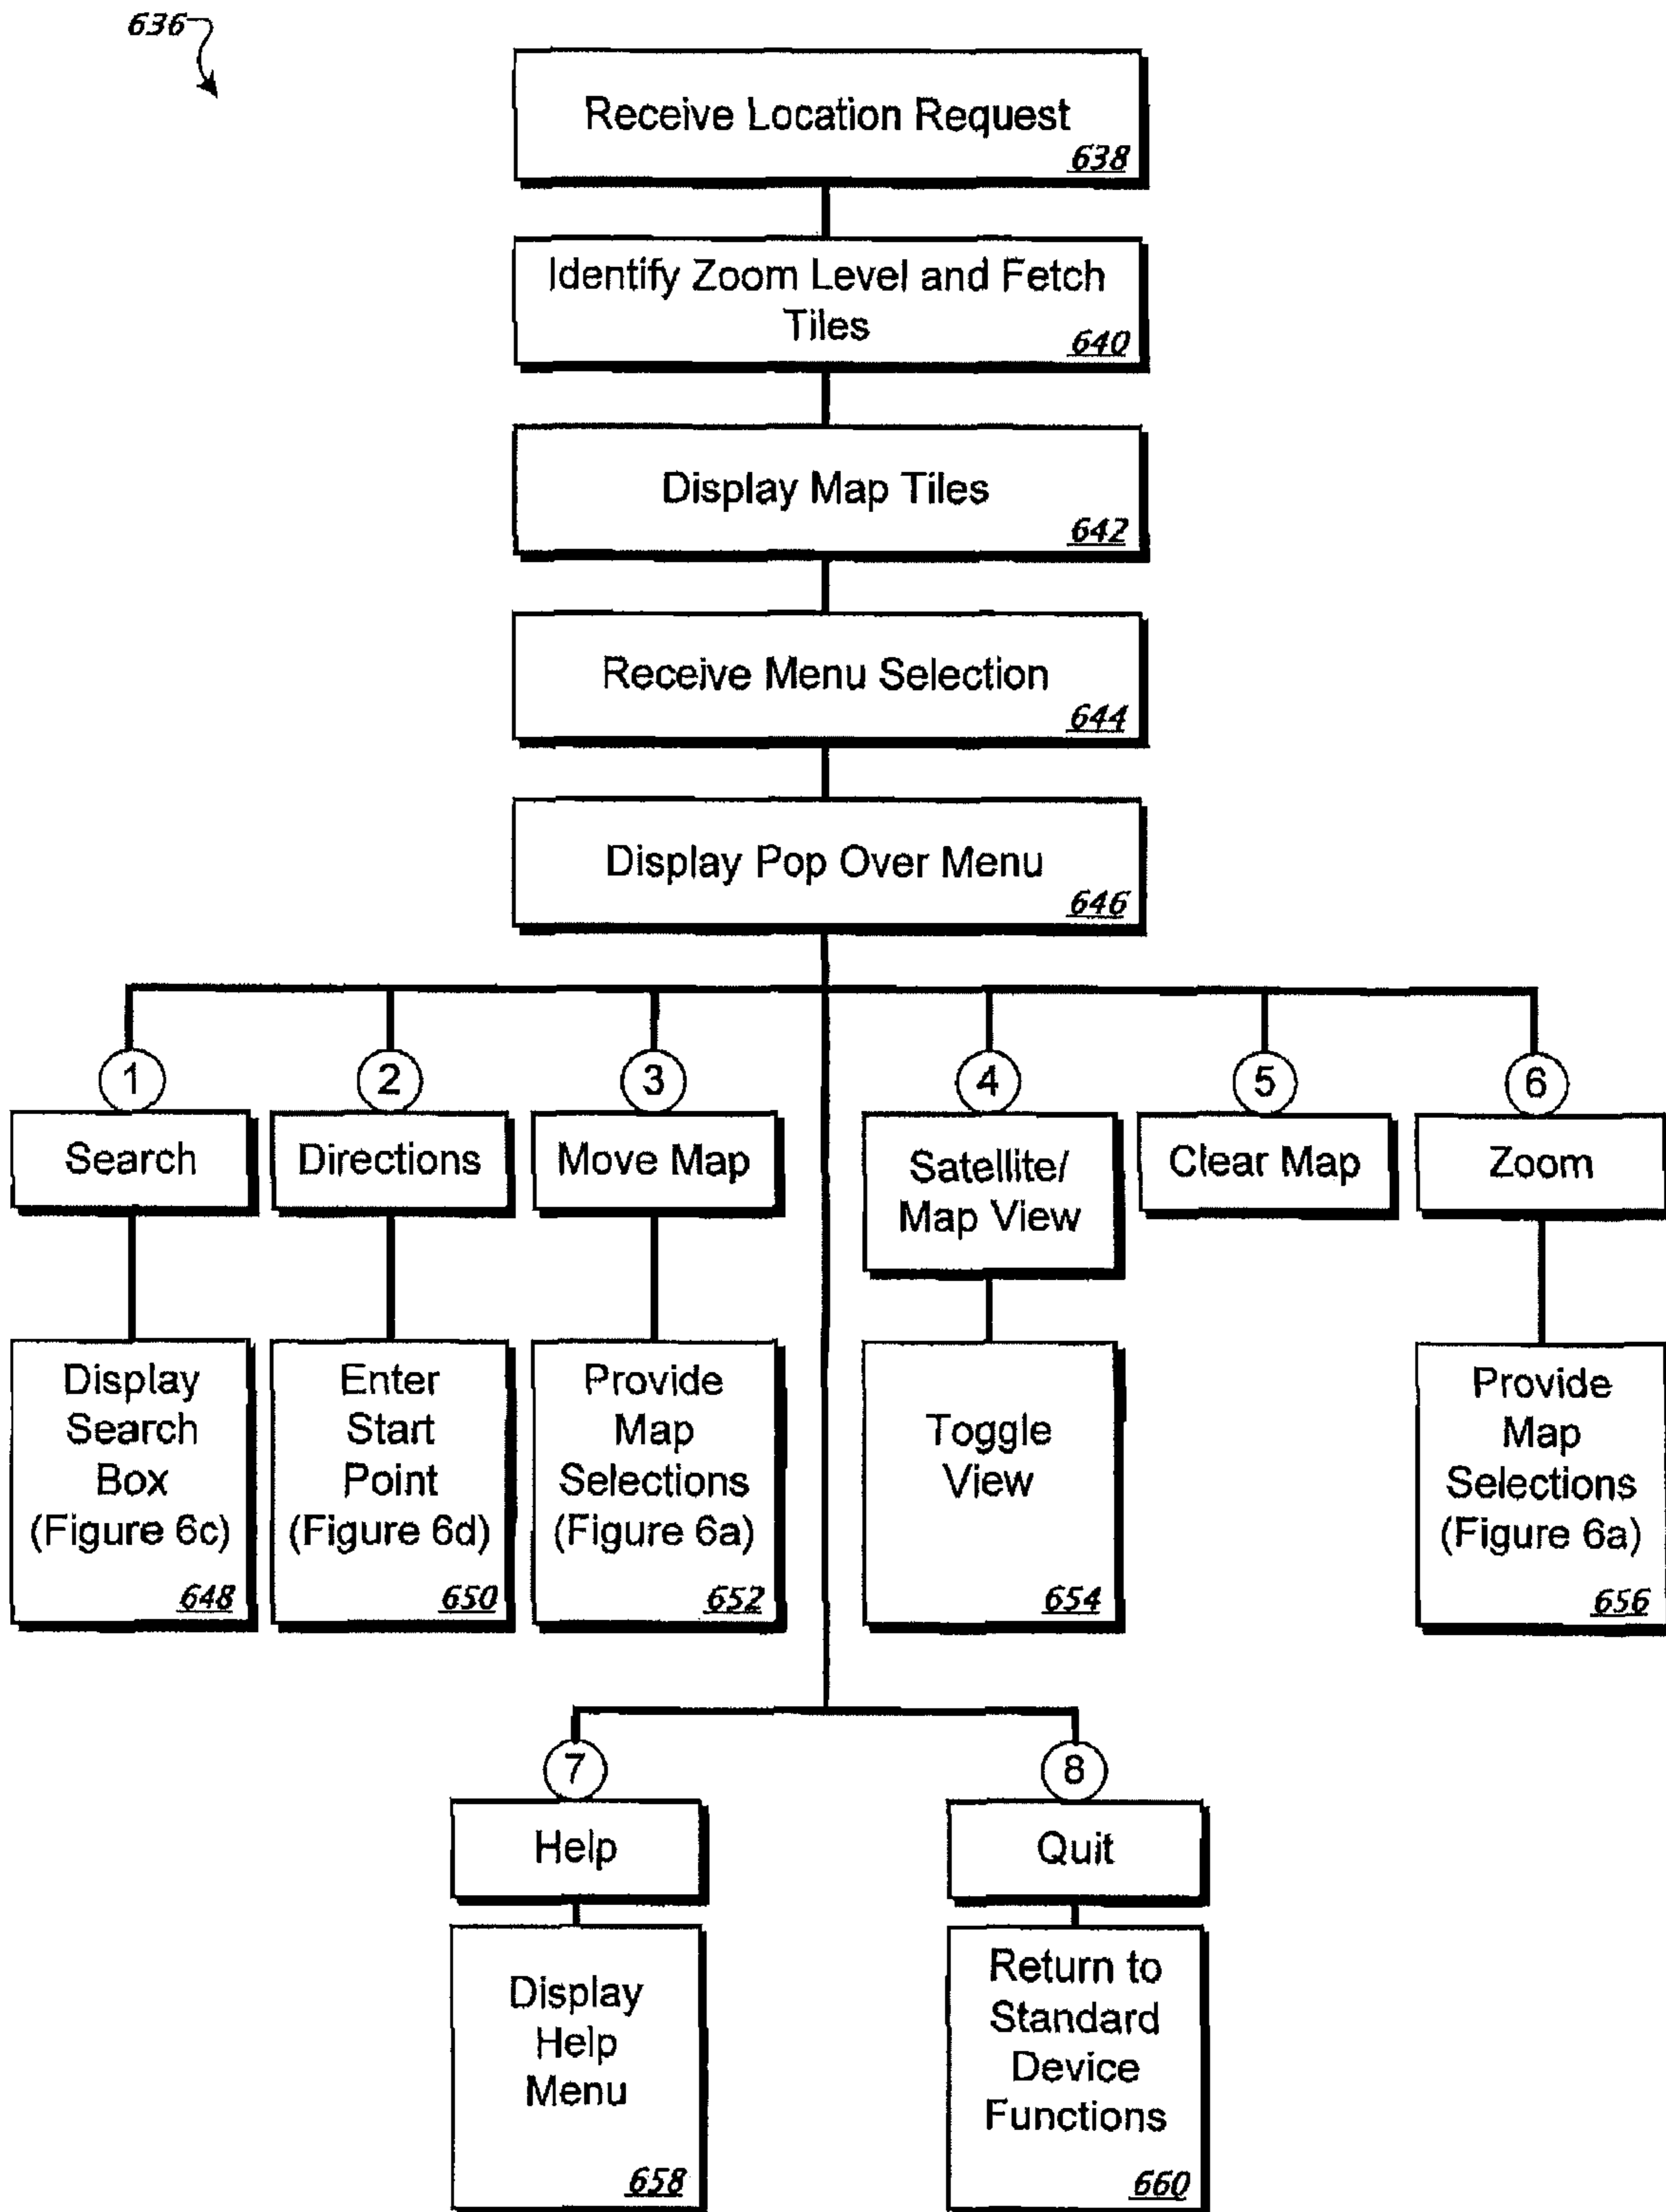 636
Receive Location Request
638
Identify Zoom Level and Fetch
Tiles
640
Display Map Tiles
642
Receive Menu Selection
644
Display Pop Over Menu
646
1
Search
Display
Search
Box
(Figure 6c)
648
2
Directions
Enter
Start
Point
(Figure 6d)
650
3
Move Map
Provide
Map
Selections
(Figure 6a)
652
4
Satellite/
Map View
Toggle
View
654
5
Clear Map
6
Zoom
Provide
Map
Selections
(Figure 6a)
656
7
Help
Display
Help
Menu
658
8
Quit
Return to
Standard
Device
Functions
660